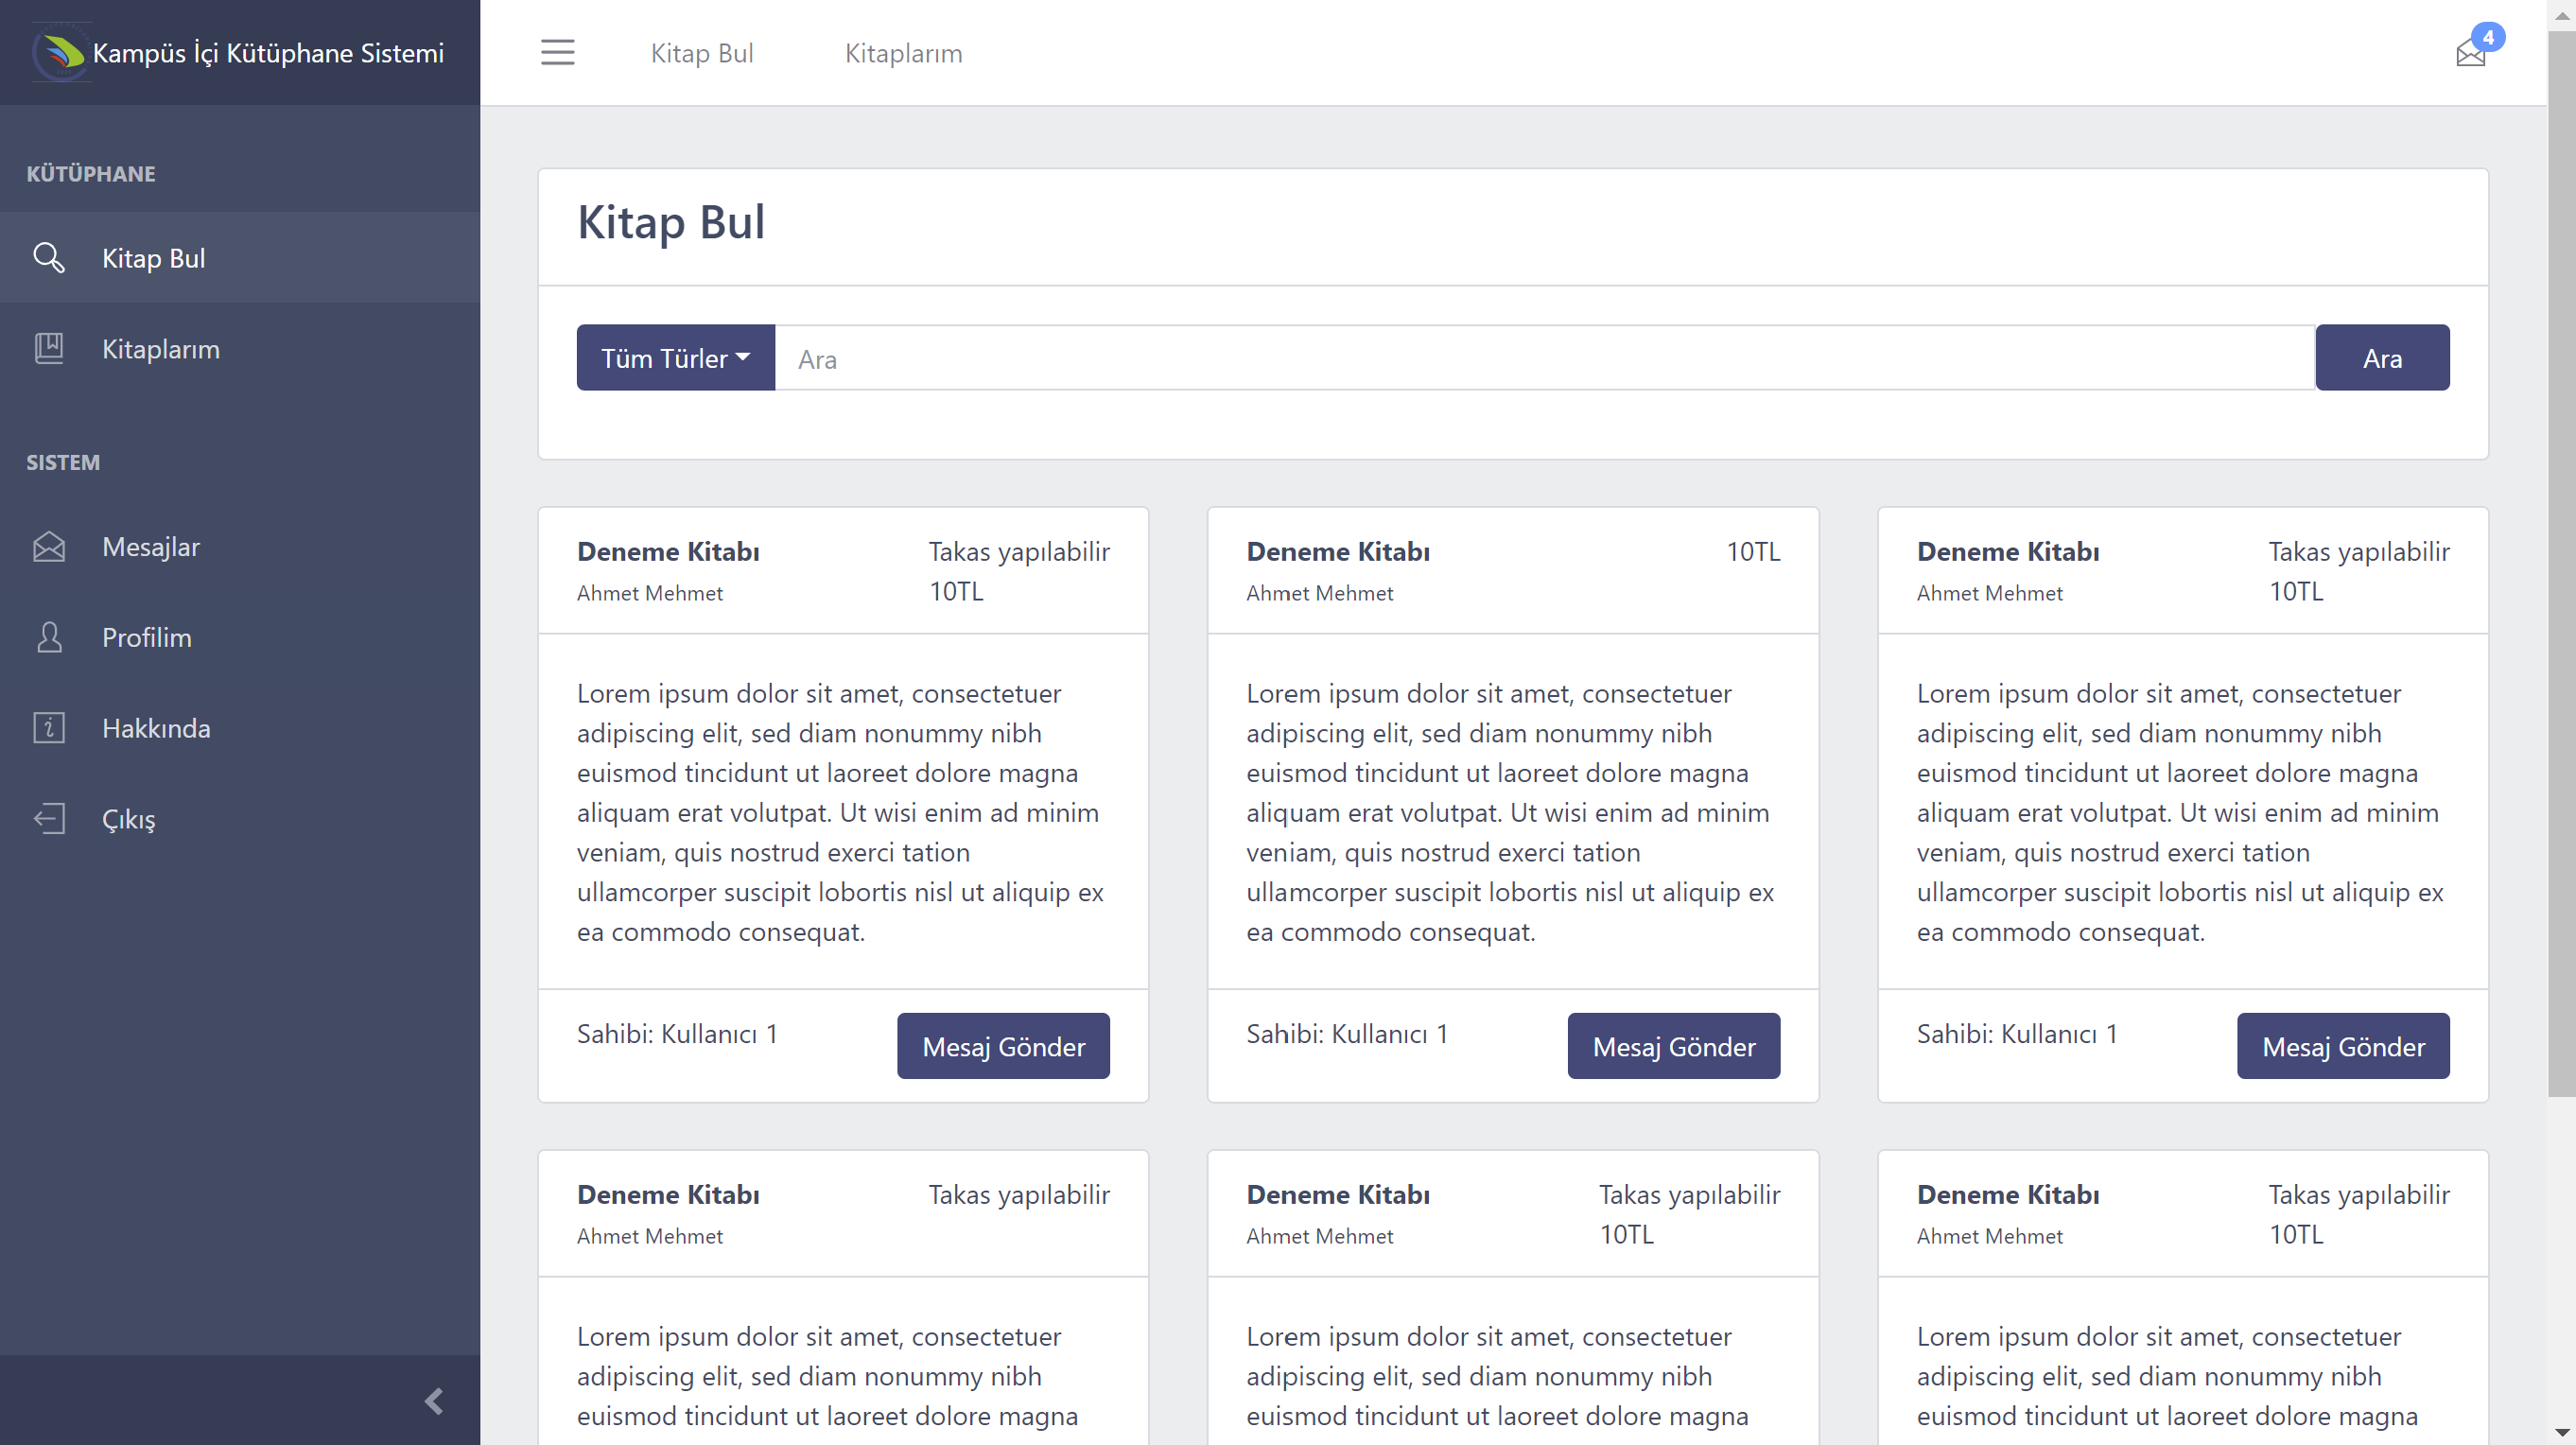 Kampüs İçi Kütüphane Sistemi
Kitap Bul
Kitaplarım
4
KÜTÜPHANE
Kitap Bul
Kitaplarım
SISTEM
Mesajlar
Profilim
Hakkında
Çıkış
Kitap Bul
Tüm Türler
Ara
Ara
Deneme Kitabı
Takas yapılabilir
Ahmet Mehmet
10TL
Lorem ipsum dolor sit amet, consectetuer
adipiscing elit, sed diam nonummy nibh
euismod tincidunt ut laoreet dolore magna
aliquam erat volutpat. Ut wisi enim ad minim
veniam, quis nostrud exerci tation
ullamcorper suscipit lobortis nisl ut aliquip ex
ea commodo consequat.
Sahibi: Kullanıcı 1
Mesaj Gönder
Deneme Kitabı
10TL
Ahmet Mehmet
Lorem ipsum dolor sit amet, consectetuer
adipiscing elit, sed diam nonummy nibh
euismod tincidunt ut laoreet dolore magna
aliquam erat volutpat. Ut wisi enim ad minim
veniam, quis nostrud exerci tation
ullamcorper suscipit lobortis nisl ut aliquip ex
ea commodo consequat.
Sahibi: Kullanıcı 1
Mesaj Gönder
Deneme Kitabı
Takas yapılabilir
Ahmet Mehmet
10TL
Lorem ipsum dolor sit amet, consectetuer
adipiscing elit, sed diam nonummy nibh
euismod tincidunt ut laoreet dolore magna
aliquam erat volutpat. Ut wisi enim ad minim
veniam, quis nostrud exerci tation
ullamcorper suscipit lobortis nisl ut aliquip ex
ea commodo consequat.
Sahibi: Kullanıcı 1
Mesaj Gönder
Deneme Kitabı
Takas yapılabilir
Ahmet Mehmet
Lorem ipsum dolor sit amet, consectetuer
adipiscing elit, sed diam nonummy nibh
euismod tincidunt ut laoreet dolore magna
Deneme Kitabı
Takas yapılabilir
Ahmet Mehmet
10TL
Lorem ipsum dolor sit amet, consectetuer
adipiscing elit, sed diam nonummy nibh
euismod tincidunt ut laoreet dolore magna
Deneme Kitabı
Takas yapılabilir
Ahmet Mehmet
10TL
Lorem ipsum dolor sit amet, consectetuer
adipiscing elit, sed diam nonummy nibh
euismod tincidunt ut laoreet dolore magna